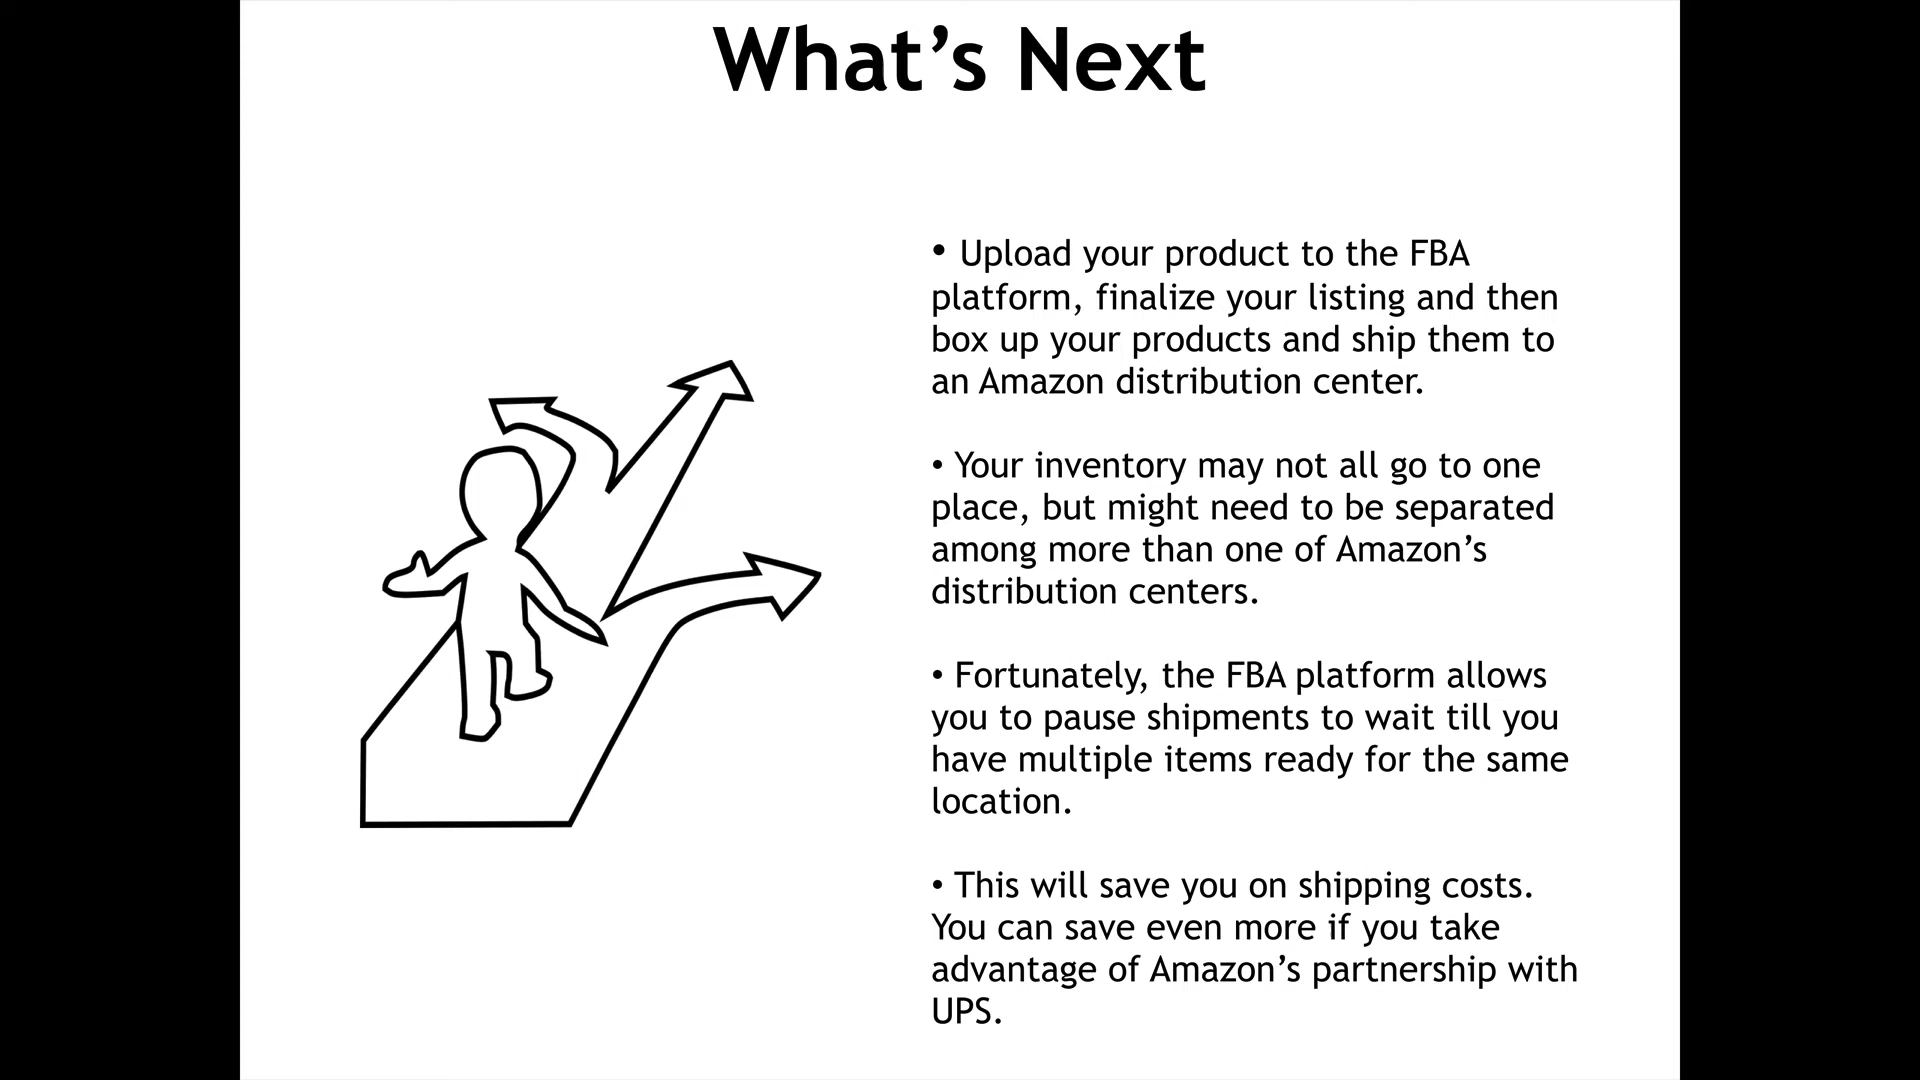 What’s Next
• Upload your product to the FBA
platform, finalize your listing and then
box up your products and ship them to
an Amazon distribution center.
• Your inventory may not all go to one
place, but might need to be separated
among more than one of Amazon’s
distribution centers.
• Fortunately, the FBA platform allows
you to pause shipments to wait till you
have multiple items ready for the same
location.
• This will save you on shipping costs.
You can save even more if you take
advantage of Amazon’s partnership with
UPS.